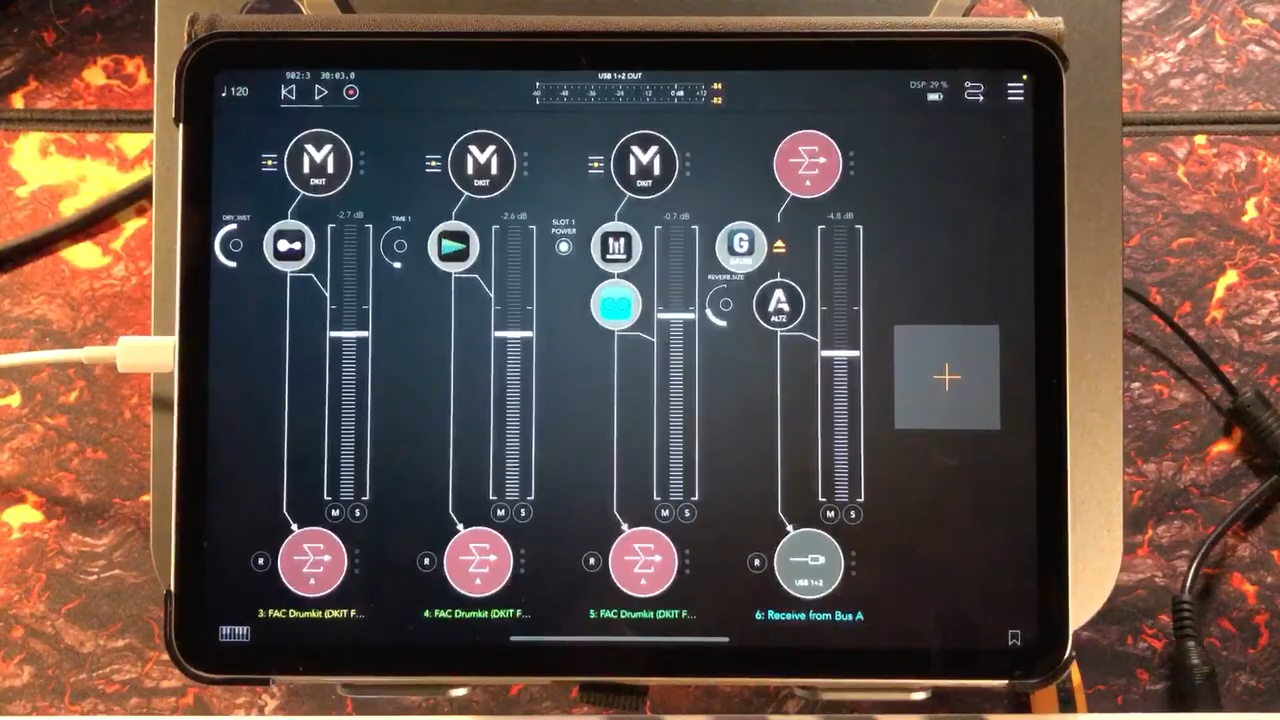 902:3 30:03.0
USB 1+2 OUT
120
-60 -48 -36 -24 -12 0 dB +12
-84
-82
DSP: 29 %
DKIT
DKIT
DKIT
A
DRY_WET
-2.7 dB
TIME 1
-2.6 dB
SLOT 1
POWER
-0.7 dB
-4.8 dB
G
REVERB.SIZE
A
ALT2
M S
M S
M S
M S
R
A
R
A
R
A
R
USB 1+2
3: FAC Drumkit (DKIT F...
4: FAC Drumkit (DKIT F...
5: FAC Drumkit (DKIT F...
6: Receive from Bus A